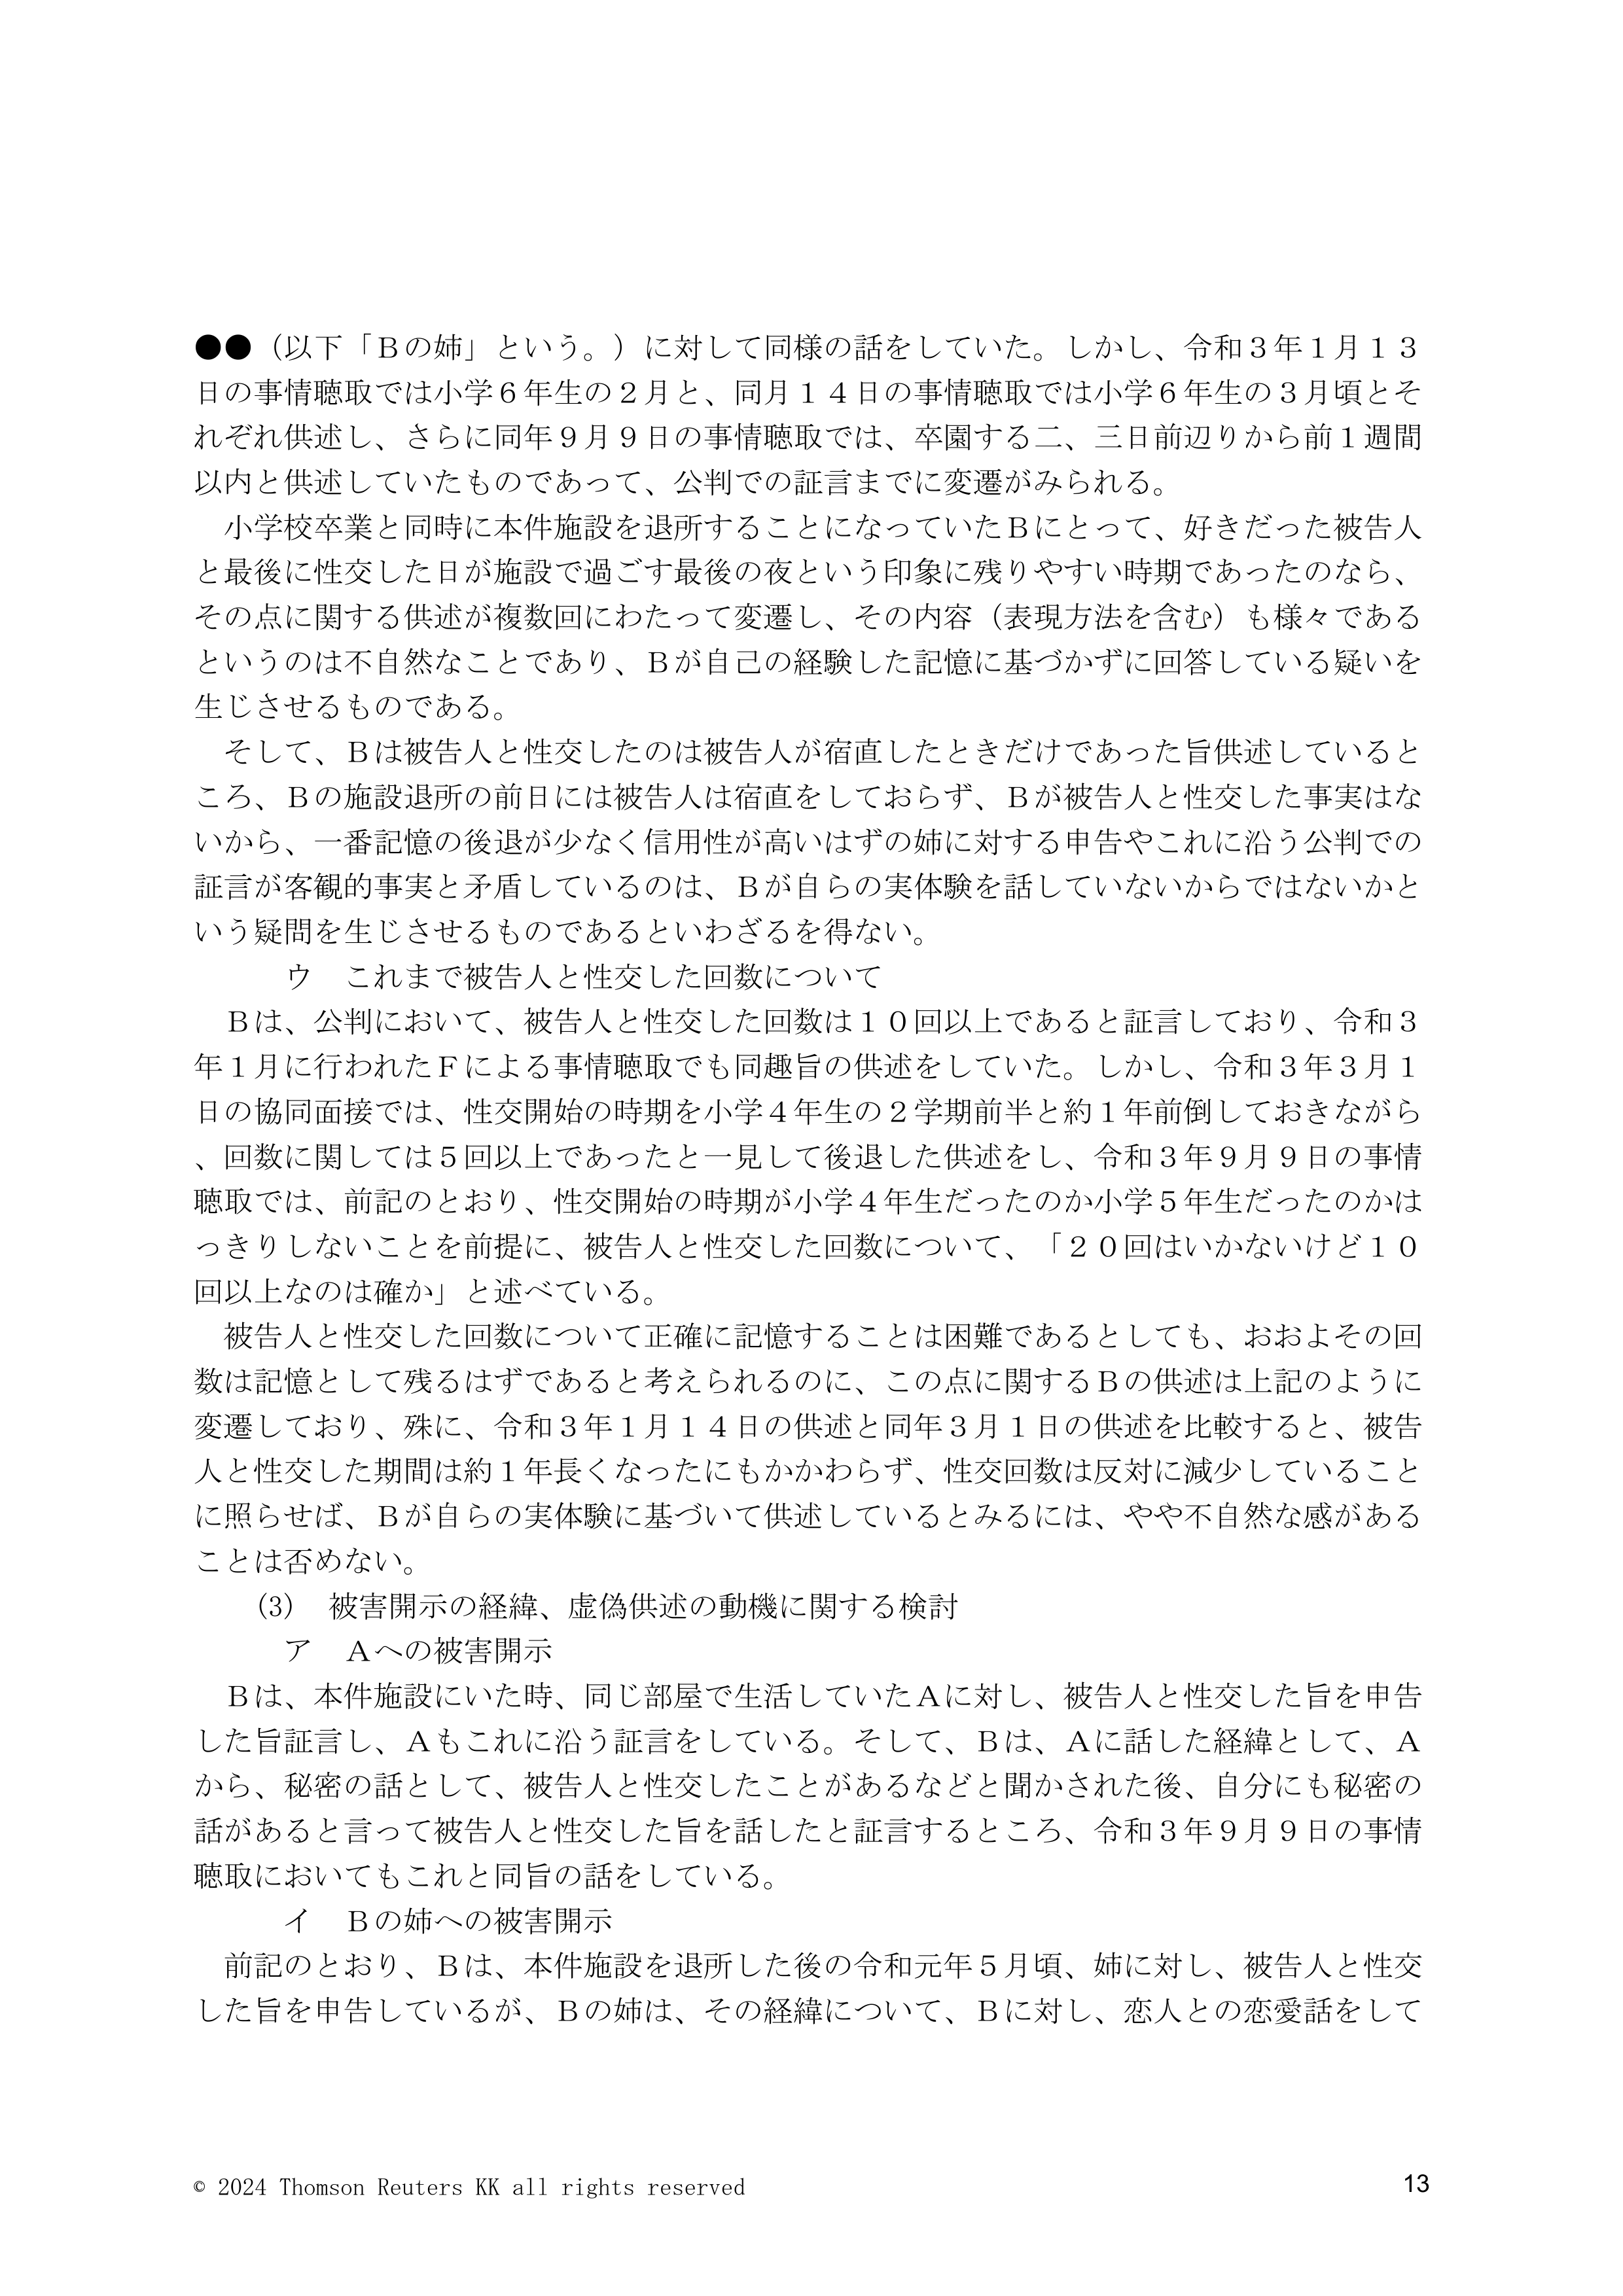 ●●（以下「Ｂの姉」という。）に対して同様の話をしていた。しかし、令和３年１月１３
日の事情聴取では小学６年生の２月と、同月１４日の事情聴取では小学６年生の３月頃とそ
れぞれ供述し、さらに同年９月９日の事情聴取では、卒園する二、三日前辺りから前１週間
以内と供述していたものであって、公判での証言までに変遷がみられる。
　小学校卒業と同時に本件施設を退所することになっていたＢにとって、好きだった被告人
と最後に性交した日が施設で過ごす最後の夜という印象に残りやすい時期であったのなら、
その点に関する供述が複数回にわたって変遷し、その内容（表現方法を含む）も様々である
というのは不自然なことであり、Ｂが自己の経験した記憶に基づかずに回答している疑いを
生じさせるものである。
　そして、Ｂは被告人と性交したのは被告人が宿直したときだけであった旨供述していると
ころ、Ｂの施設退所の前日には被告人は宿直をしておらず、Ｂが被告人と性交した事実はな
いから、一番記憶の後退が少なく信用性が高いはずの姉に対する申告やこれに沿う公判での
証言が客観的事実と矛盾しているのは、Ｂが自らの実体験を話していないからではないかと
いう疑問を生じさせるものであるといわざるを得ない。
　　　ウ　これまで被告人と性交した回数について
　Ｂは、公判において、被告人と性交した回数は１０回以上であると証言しており、令和３
年１月に行われたＦによる事情聴取でも同趣旨の供述をしていた。しかし、令和３年３月１
日の協同面接では、性交開始の時期を小学４年生の２学期前半と約１年前倒しておきながら
、回数に関しては５回以上であったと一見して後退した供述をし、令和３年９月９日の事情
聴取では、前記のとおり、性交開始の時期が小学４年生だったのか小学５年生だったのかは
っきりしないことを前提に、被告人と性交した回数について、「２０回はいかないけど１０
回以上なのは確か」と述べている。
　被告人と性交した回数について正確に記憶することは困難であるとしても、おおよその回
数は記憶として残るはずであると考えられるのに、この点に関するＢの供述は上記のように
変遷しており、殊に、令和３年１月１４日の供述と同年３月１日の供述を比較すると、被告
人と性交した期間は約１年長くなったにもかかわらず、性交回数は反対に減少していること
に照らせば、Ｂが自らの実体験に基づいて供述しているとみるには、やや不自然な感がある
ことは否めない。
　　(3)　被害開示の経緯、虚偽供述の動機に関する検討
　　　ア　Ａへの被害開示
　Ｂは、本件施設にいた時、同じ部屋で生活していたＡに対し、被告人と性交した旨を申告
した旨証言し、Ａもこれに沿う証言をしている。そして、Ｂは、Ａに話した経緯として、Ａ
から、秘密の話として、被告人と性交したことがあるなどと聞かされた後、自分にも秘密の
話があると言って被告人と性交した旨を話したと証言するところ、令和３年９月９日の事情
聴取においてもこれと同旨の話をしている。
　　　イ　Ｂの姉への被害開示
　前記のとおり、Ｂは、本件施設を退所した後の令和元年５月頃、姉に対し、被告人と性交
した旨を申告しているが、Ｂの姉は、その経緯について、Ｂに対し、恋人との恋愛話をして
© 2024 Thomson Reuters KK all rights reserved
13